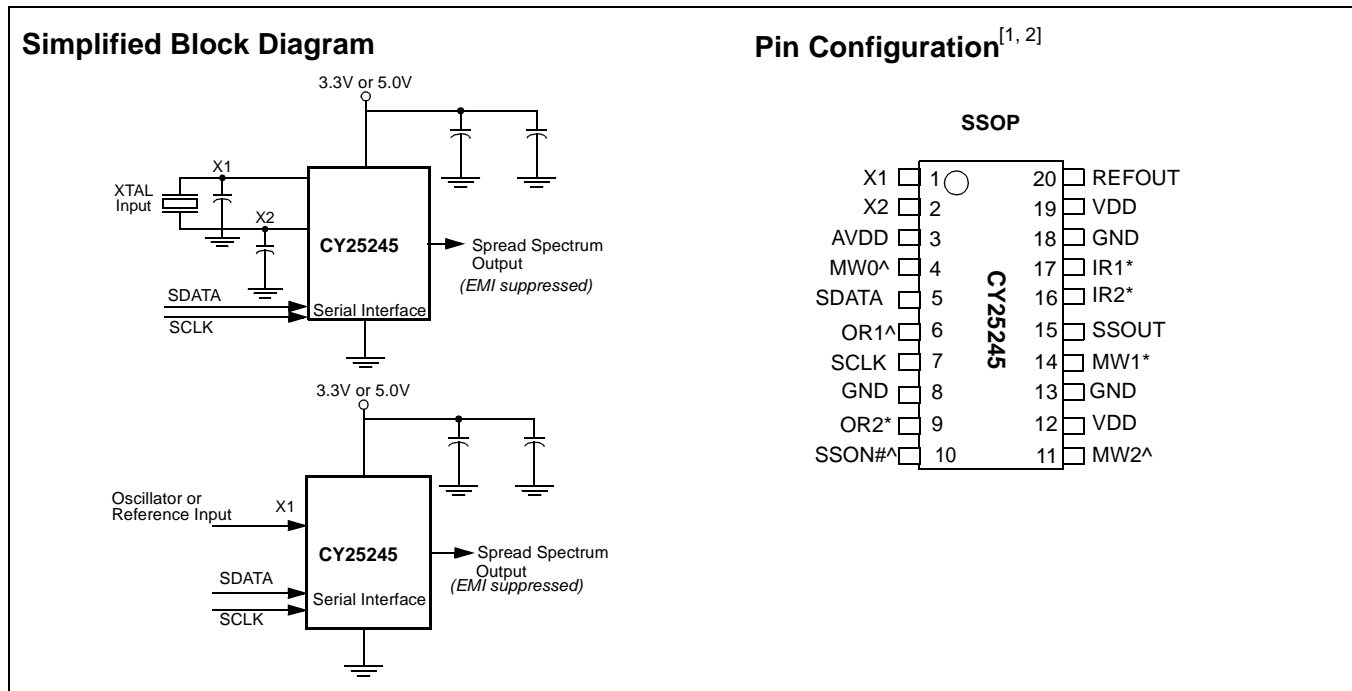 Simplified Block Diagram
3.3V or 5.0V
X1
XTAL
Input
X2
CY25245
Spread Spectrum
Output
(EMI suppressed)
SDATA
Serial Interface
SCLK
3.3V or 5.0V
Oscillator or
Reference Input
X1
CY25245
Spread Spectrum
Output
(EMI suppressed)
SDATA
Serial Interface
SCLK
Pin Configuration[1, 2]
SSOP
X1 1 20 REFOUT
X2 2 19 VDD
AVDD 3 18 GND
MW0^ 4 17 IR1*
SDATA 5 16 IR2*
OR1^ 6 15 SSOUT
SCLK 7 14 MW1*
GND 8 13 GND
OR2* 9 12 VDD
SSON#^ 10 11 MW2^
CY25245